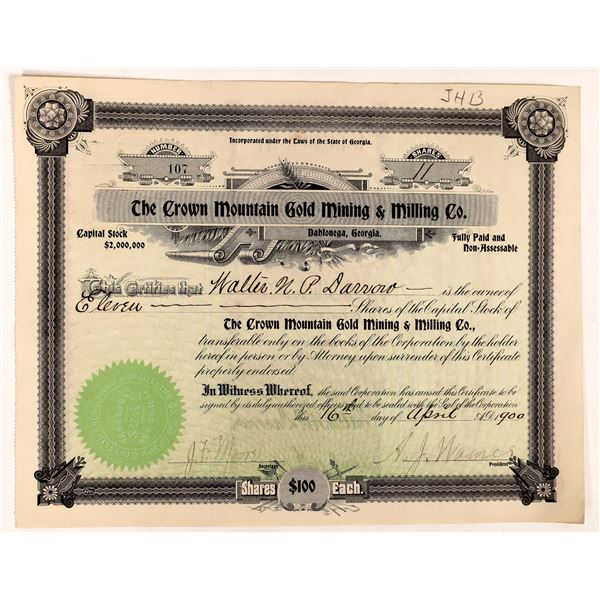 JHB
Incorporated under the Laws of the State of Georgia.
NUMBER
107
SHARES
11
The Crown Mountain Gold Mining & Milling Co.
Dahlonega, Georgia.
Capital Stock
$2,000,000
Fully Paid and
Non-Assessable
This Certifies that Walter N. P. Darrow is the owner of
Eleven Shares of the Capital Stock of
The Crown Mountain Gold Mining & Milling Co.,
transferable only on the books of the Corporation by the holder
hereof in person or by Attorney, upon surrender of this Certificate
properly endorsed.
In Witness Whereof, the said Corporation has caused this Certificate to be
signed by its duly authorized officers and to be sealed with the Seal of the Corporation
this 16th day of April A.D. 1900
J. F. Moore
Secretary
President
Shares $100 Each.